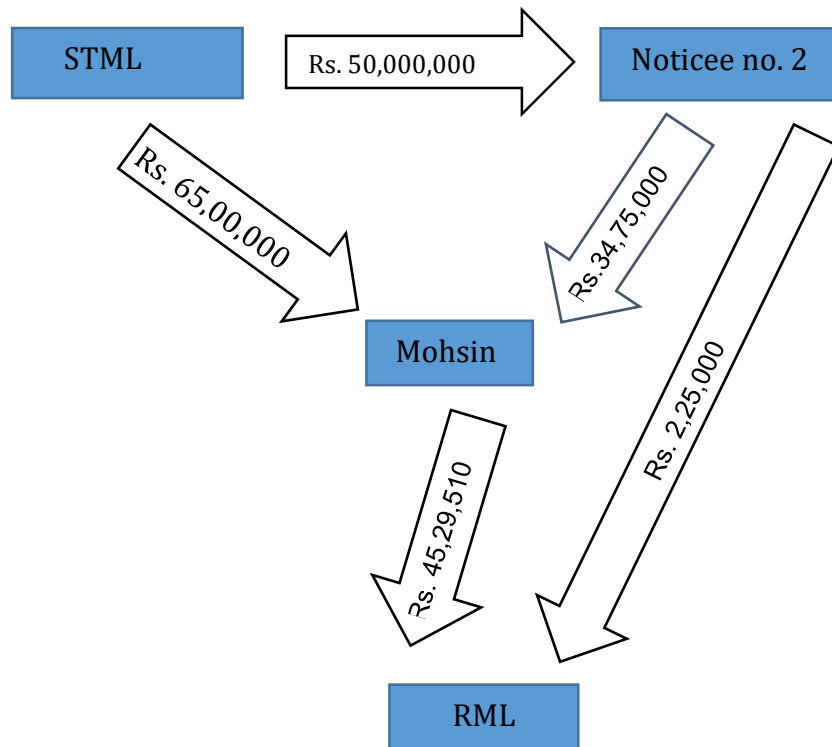 STML
Rs. 50,000,000
Noticee no. 2
Rs. 65,00,000
Rs.34,75,000
Mohsin
Rs. 2,25,000
Rs. 45,29,510
RML